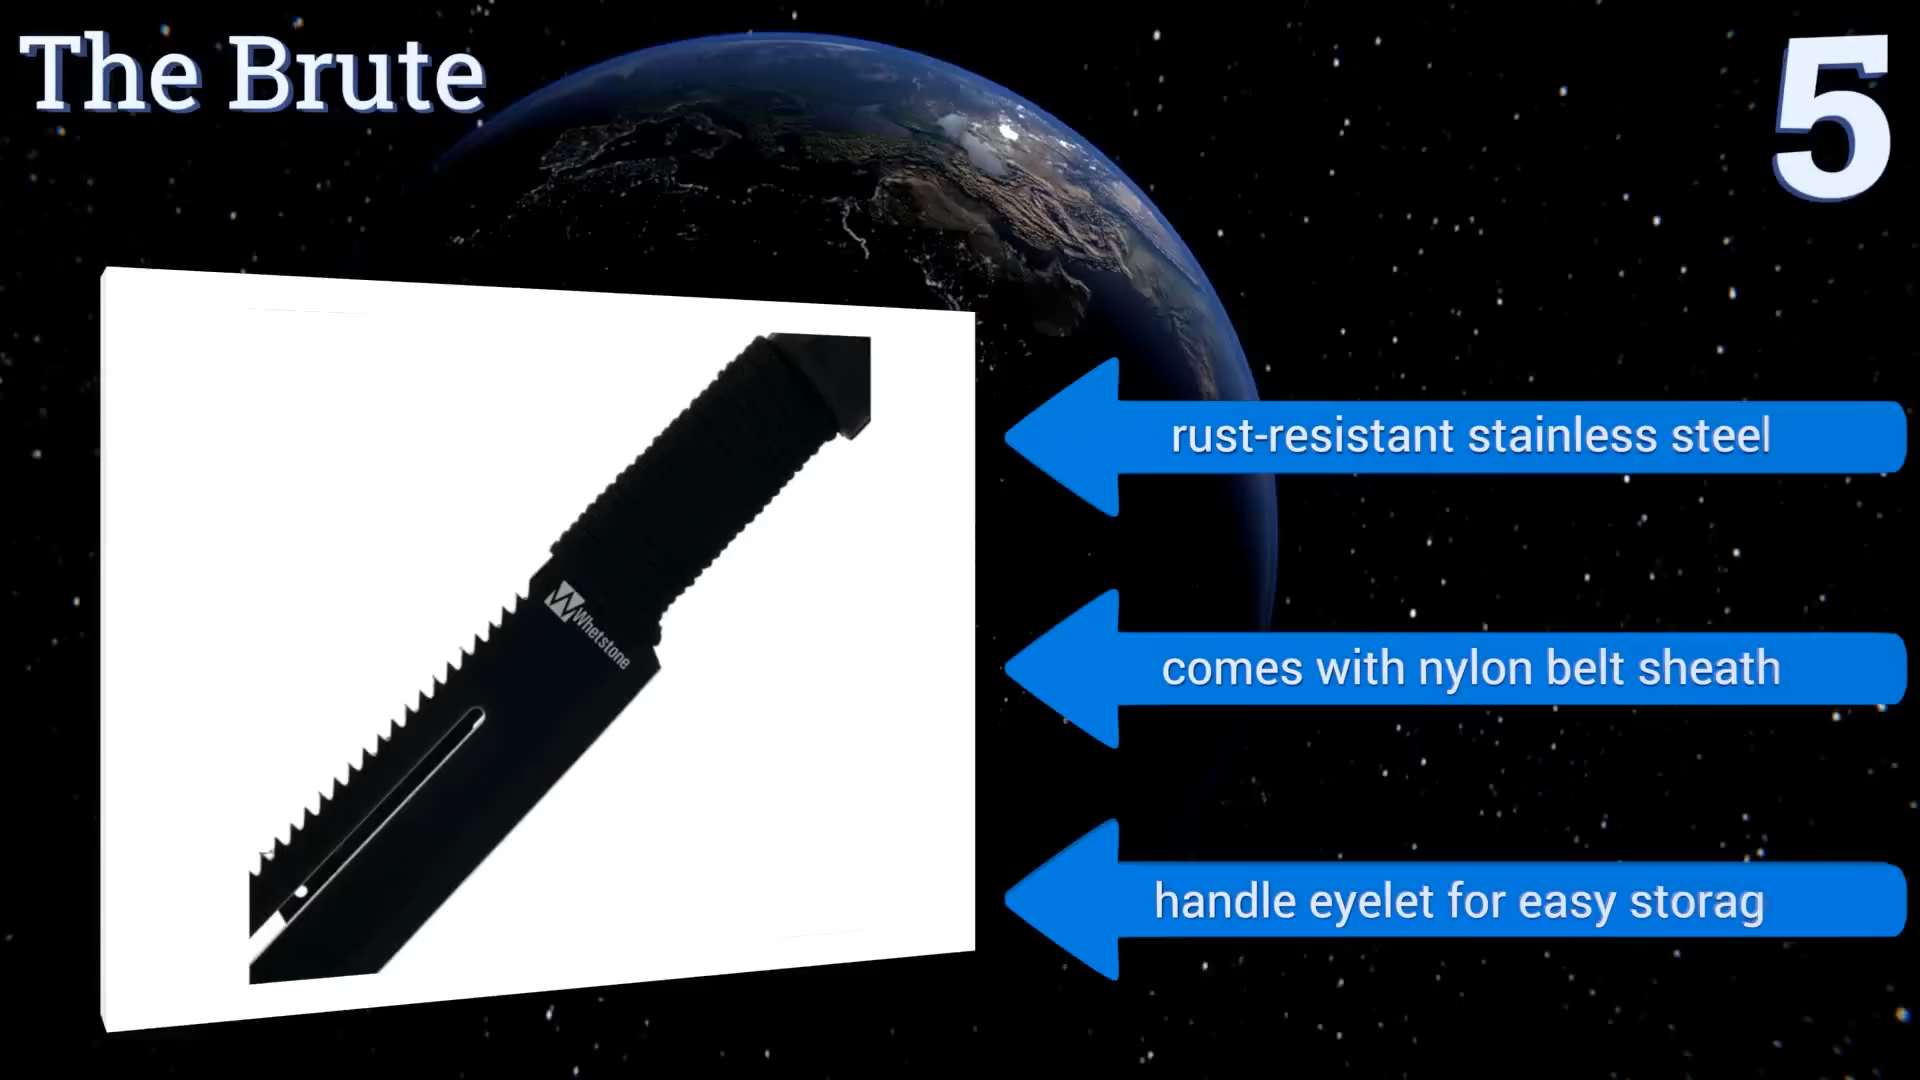 The Brute
5
rust-resistant stainless steel
Whetstone
comes with nylon belt sheath
handle eyelet for easy storag